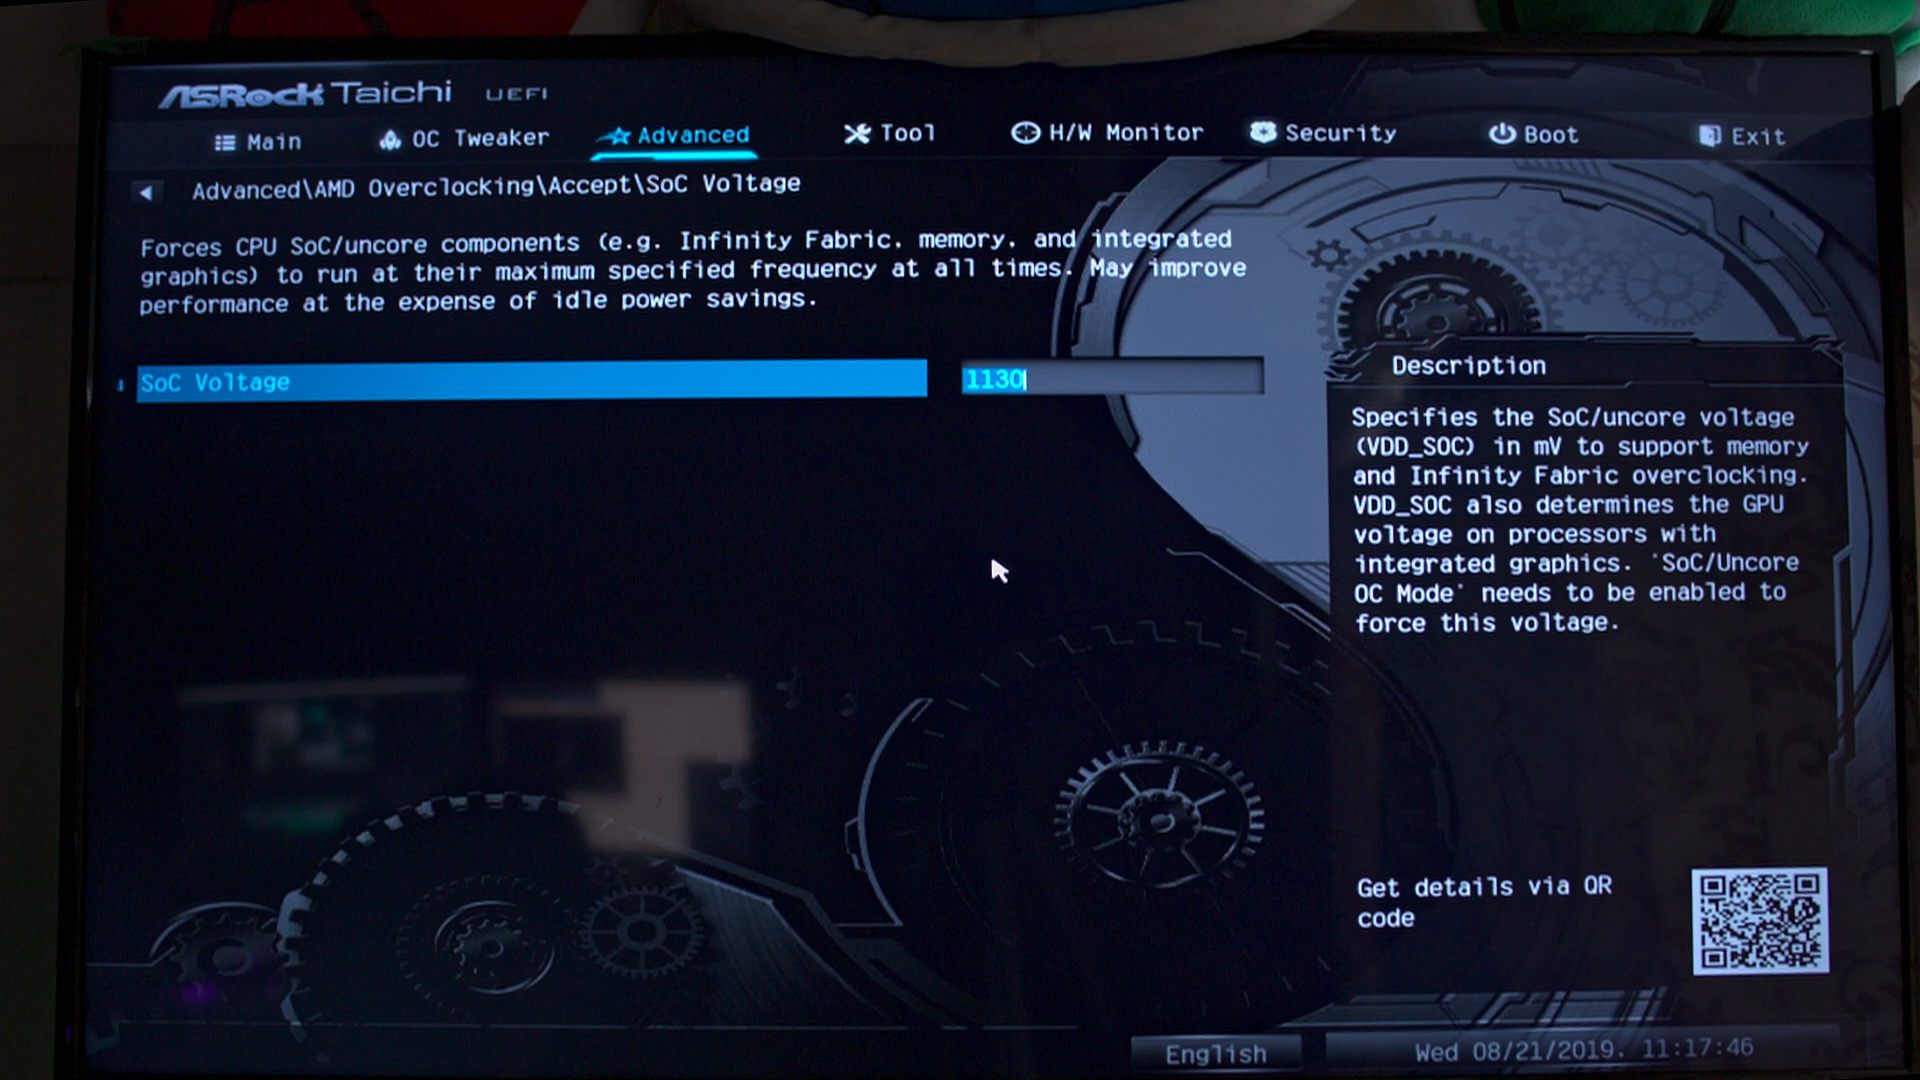 ASRock Taichi UEFI
Main OC Tweaker Advanced Tool H/W Monitor Security Boot Exit
Advanced\AMD Overclocking\Accept\SoC Voltage
Forces CPU SoC/uncore components (e.g. Infinity Fabric, memory, and integrated
graphics) to run at their maximum specified frequency at all times. May improve
performance at the expense of idle power savings.
SoC Voltage 1130
Description
Specifies the SoC/uncore voltage
(VDD_SOC) in mV to support memory
and Infinity Fabric overclocking.
VDD_SOC also determines the GPU
voltage on processors with
integrated graphics. 'SoC/Uncore
OC Mode' needs to be enabled to
force this voltage.
Get details via QR
code
English
Wed 08/21/2019. 11:17:46